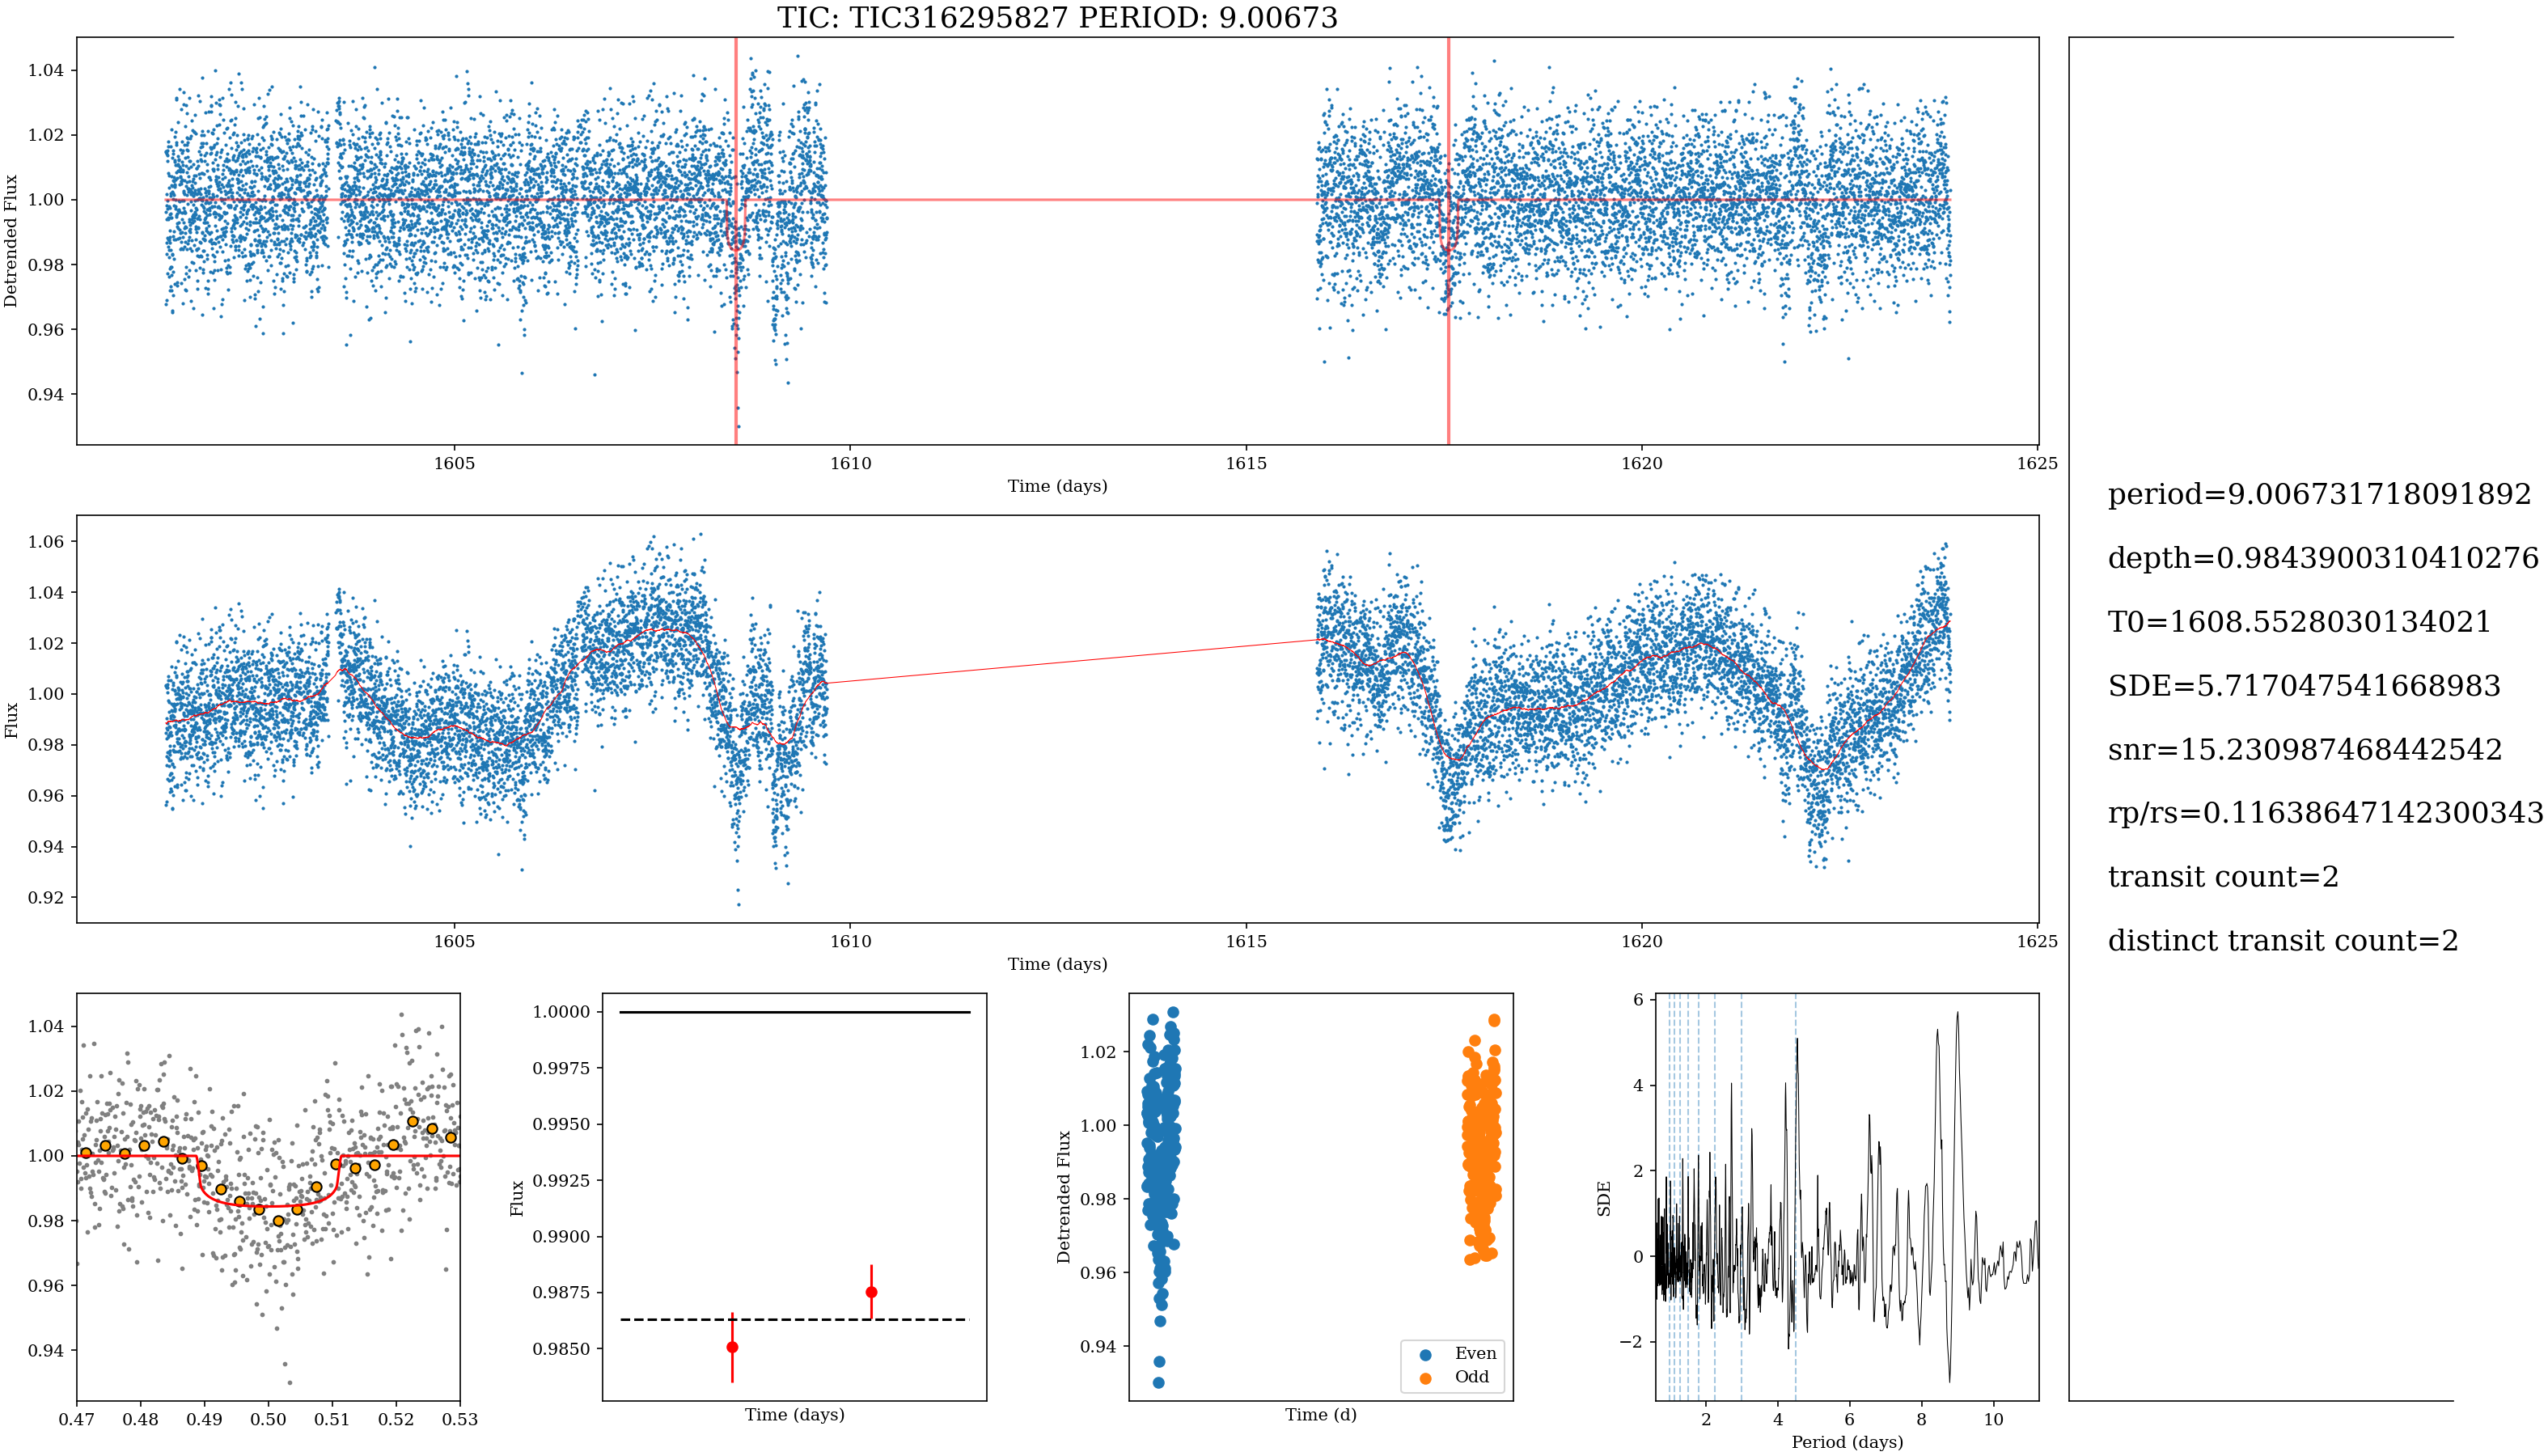 TIC: TIC316295827 PERIOD: 9.00673
1.04
1.02
1.00
0.98
0.96
0.94
Detrended Flux
1605
1610
1615
1620
1625
Time (days)
1.06
1.04
1.02
1.00
0.98
0.96
0.94
0.92
Flux
1605
1610
1615
1620
1625
Time (days)
period=9.006731718091892
depth=0.9843900310410276
T0=1608.5528030134021
SDE=5.717047541668983
snr=15.230987468442542
rp/rs=0.11638647142300343
transit count=2
distinct transit count=2
1.04
1.02
1.00
0.98
0.96
0.94
0.47
0.48
0.49
0.50
0.51
0.52
0.53
1.0000
0.9975
0.9950
0.9925
0.9900
0.9875
0.9850
Flux
Time (days)
1.02
1.00
0.98
0.96
0.94
Detrended Flux
Even
Odd
Time (d)
6
4
2
0
−2
SDE
2
4
6
8
10
Period (days)